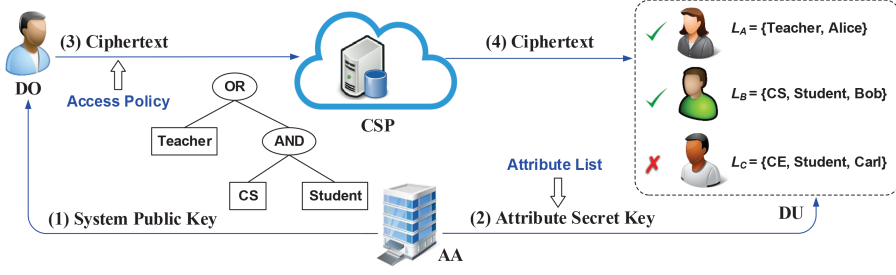 (3) Ciphertext
(4) Ciphertext
L_A = {Teacher, Alice}
DO
Access Policy
OR
CSP
L_B = {CS, Student, Bob}
Teacher
AND
Attribute List
L_C = {CE, Student, Carl}
CS
Student
(1) System Public Key
(2) Attribute Secret Key
DU
AA